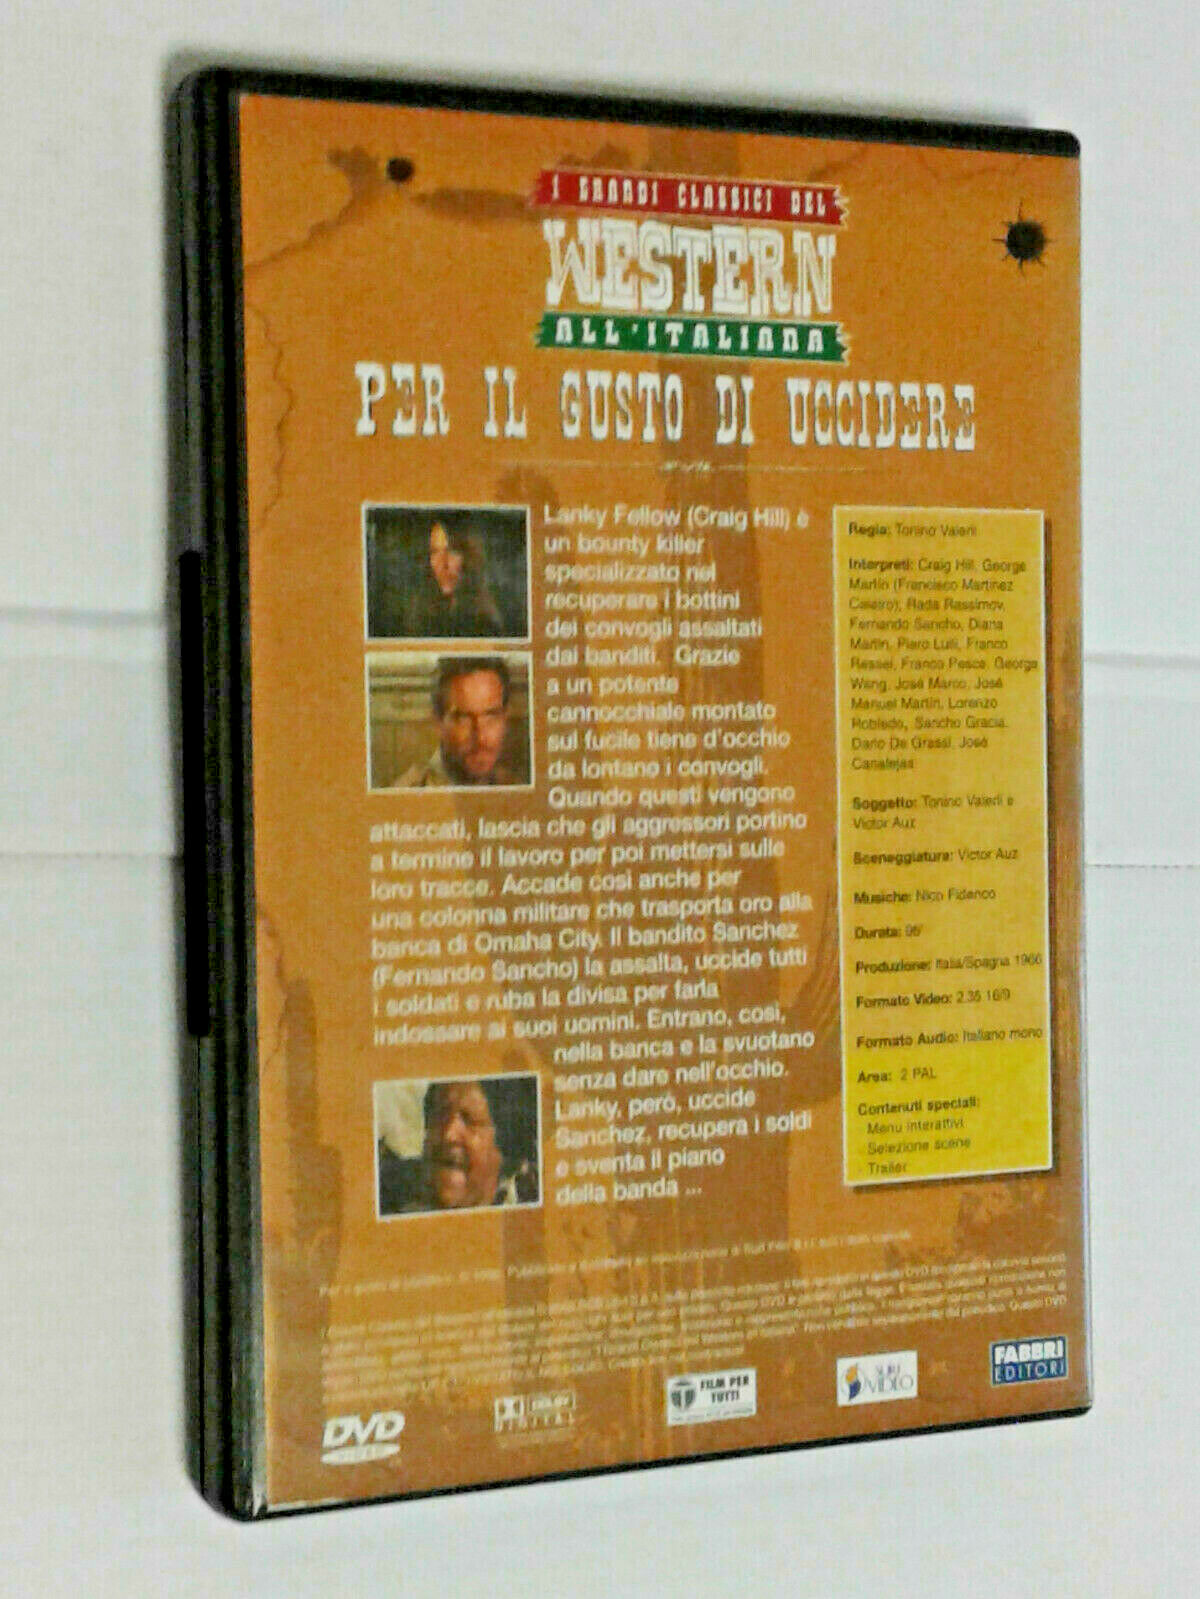 I GRANDI CLASSICI DEL
WESTERN
ALL'ITALIANA
PER IL GUSTO DI UCCIDERE
Lanky Fellow (Craig Hill) è
un bounty killer
specializzato nel
recuperare i bottini
dei convogli assaltati
dai banditi. Grazie
a un potente
cannocchiale montato
sul fucile tiene d'occhio
da lontano i convogli.
Quando questi vengono
attaccati, lascia che gli aggressori portino
a termine il lavoro per poi mettersi sulle
loro tracce. Accade così anche per
una colonna militare che trasporta oro alla
banca di Omaha City. Il bandito Sanchez
(Fernando Sancho) la assalta, uccide tutti
i soldati e ruba la divisa per farla
indossare ai suoi uomini. Entrano, così,
nella banca e la svuotano
senza dare nell'occhio.
Lanky, però, uccide
Sanchez, recupera i soldi
e sventa il piano
della banda ...
Regia: Tonino Valerii
Interpreti: Craig Hill, George
Martin (Francisco Martinez
Celeiro), Rada Rassimov,
Fernando Sancho, Diana
Martin, Piero Lulli, Franco
Ressel, Franco Pesce, George
Wang, José Marco, José
Manuel Martin, Lorenzo
Robledo, Sancho Gracia,
Dario De Grassi, José
Canalejas
Soggetto: Tonino Valerii e
Victor Auz
Sceneggiatura: Victor Auz
Musiche: Nico Fidenco
Durata:
Produzione: Italia/Spagna 1966
Formato Video: 2.35 16/9
Formato Audio: Italiano mono
Area: 2 PAL
Contenuti speciali:
Menu interattivi
Selezione scene
Trailer
DVD
VIDEO
DOLBY
DIGITAL
FILM PER
TUTTI
SURF
VIDEO
FABBRI
EDITORI